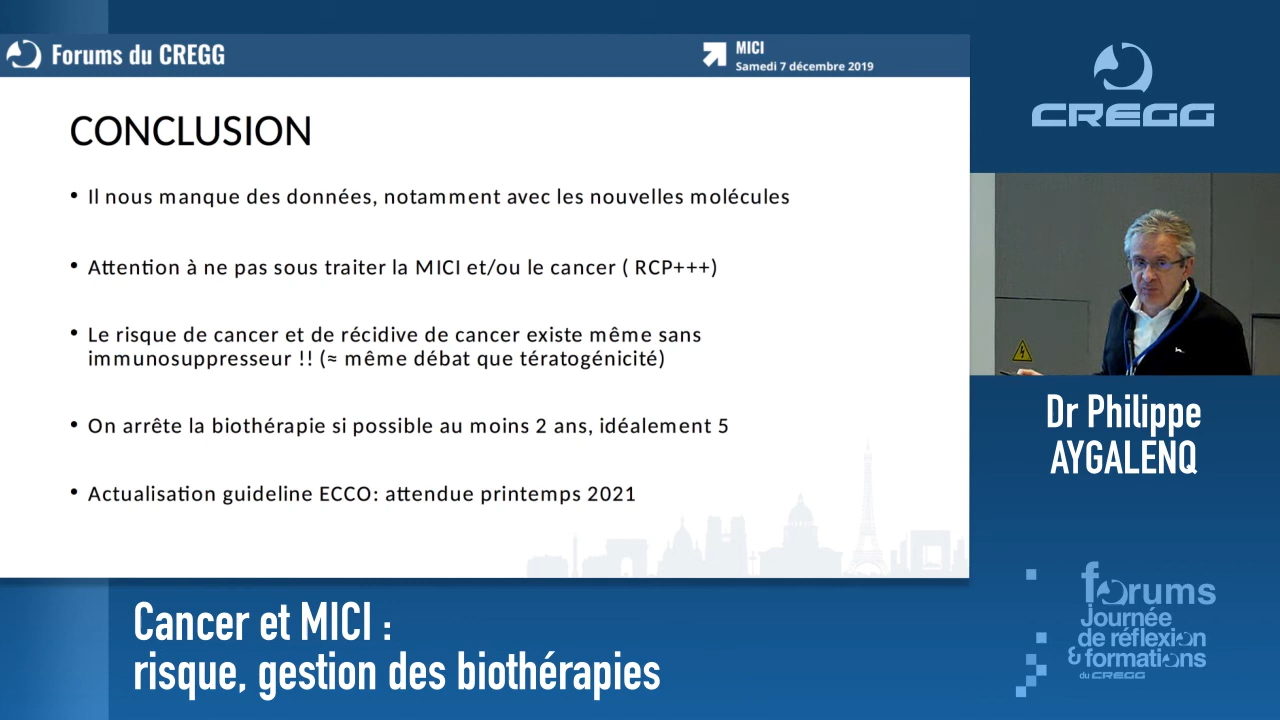 Forums du CREGG
MICI
Samedi 7 décembre 2019
CREGG
CONCLUSION
• Il nous manque des données, notamment avec les nouvelles molécules
• Attention à ne pas sous traiter la MICI et/ou le cancer ( RCP+++)
• Le risque de cancer et de récidive de cancer existe même sans
immunosuppresseur !! (≈ même débat que tératogénicité)
• On arrête la biothérapie si possible au moins 2 ans, idéalement 5
• Actualisation guideline ECCO: attendue printemps 2021
Dr Philippe
AYGALENQ
Cancer et MICI :
risque, gestion des biothérapies
forums
Journée
de réflexion
& formations
du CREGG